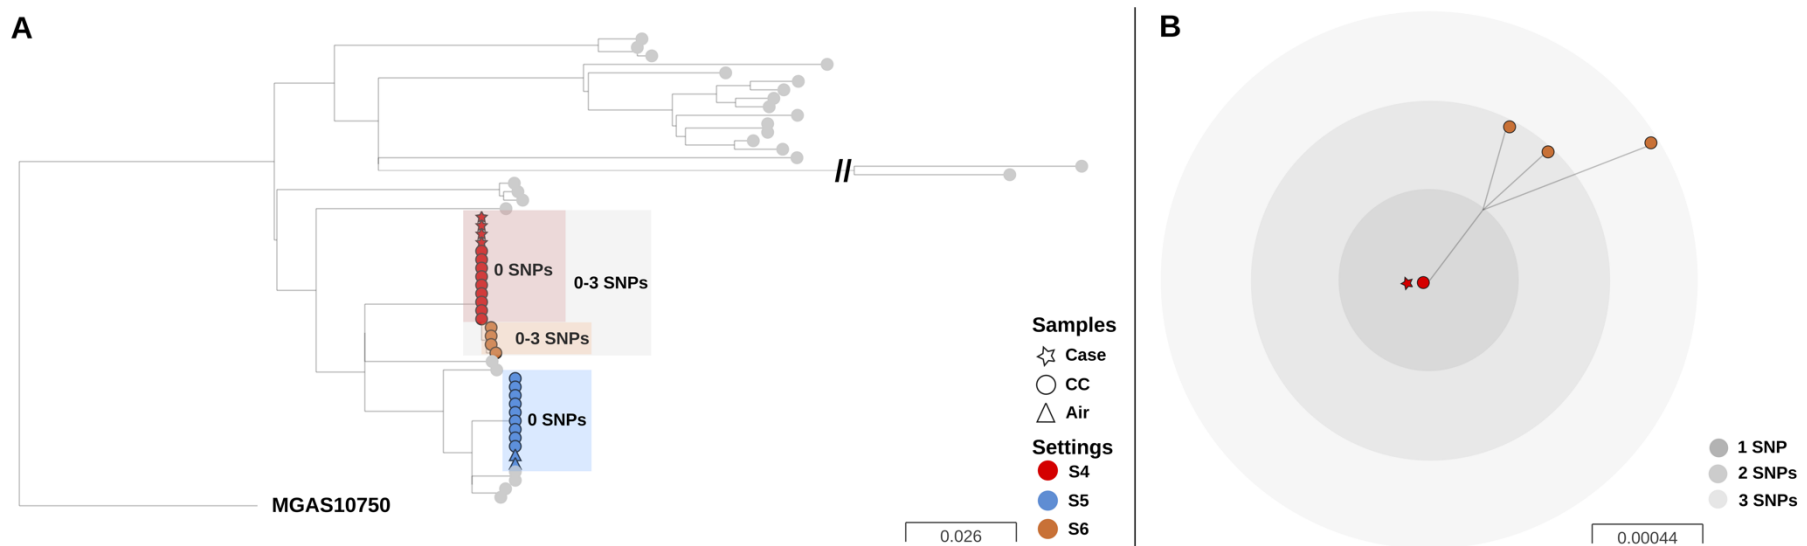 A
B
//
0 SNPs
0-3 SNPs
0-3 SNPs
0 SNPs
MGAS10750
Samples
Case
CC
Air
Settings
S4
S5
S6
0.026
1 SNP
2 SNPs
3 SNPs
0.00044